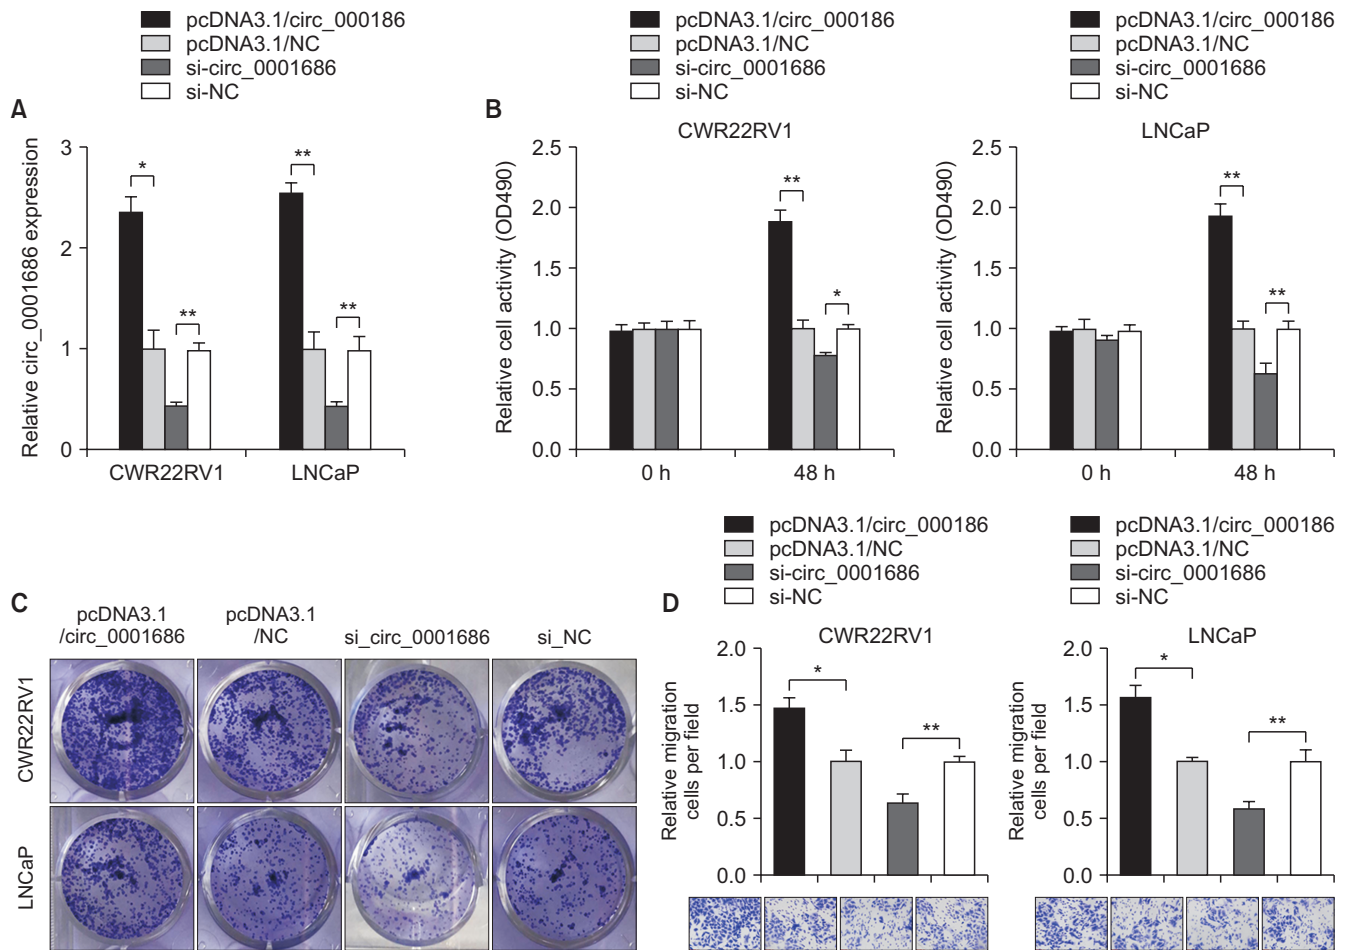 pcDNA3.1/circ_000186
pcDNA3.1/NC
si-circ_0001686
si-NC
pcDNA3.1/circ_000186
pcDNA3.1/NC
si-circ_0001686
si-NC
pcDNA3.1/circ_000186
pcDNA3.1/NC
si-circ_0001686
si-NC
A
Relative circ_0001686 expression
3
2
1
0
*
**
**
**
CWR22RV1
LNCaP
B
CWR22RV1
Relative cell activity (OD490)
2.5
2.0
1.5
1.0
0.5
0.0
**
*
0 h
48 h
LNCaP
Relative cell activity (OD490)
2.5
2.0
1.5
1.0
0.5
0.0
**
**
0 h
48 h
C
pcDNA3.1
/circ_0001686
pcDNA3.1
/NC
si_circ_0001686
si_NC
CWR22RV1
LNCaP
pcDNA3.1/circ_000186
pcDNA3.1/NC
si-circ_0001686
si-NC
pcDNA3.1/circ_000186
pcDNA3.1/NC
si-circ_0001686
si-NC
D
CWR22RV1
Relative migration
cells per field
2.0
1.5
1.0
0.5
0.0
*
**
LNCaP
Relative migration
cells per field
2.0
1.5
1.0
0.5
0.0
*
**